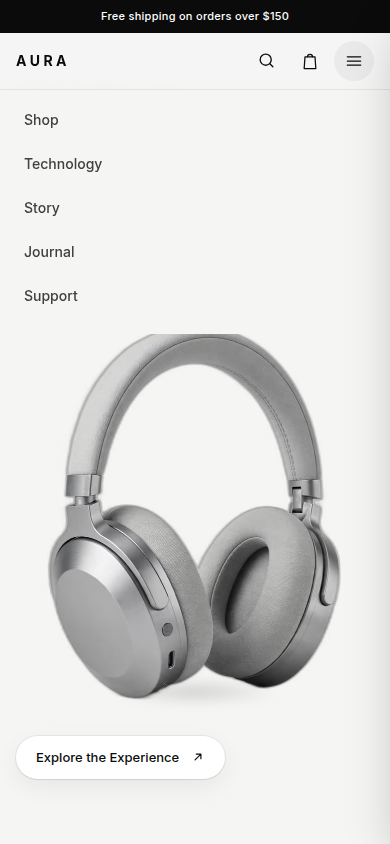 Free shipping on orders over $150
AURA
Shop
Technology
Story
Journal
Support
Explore the Experience